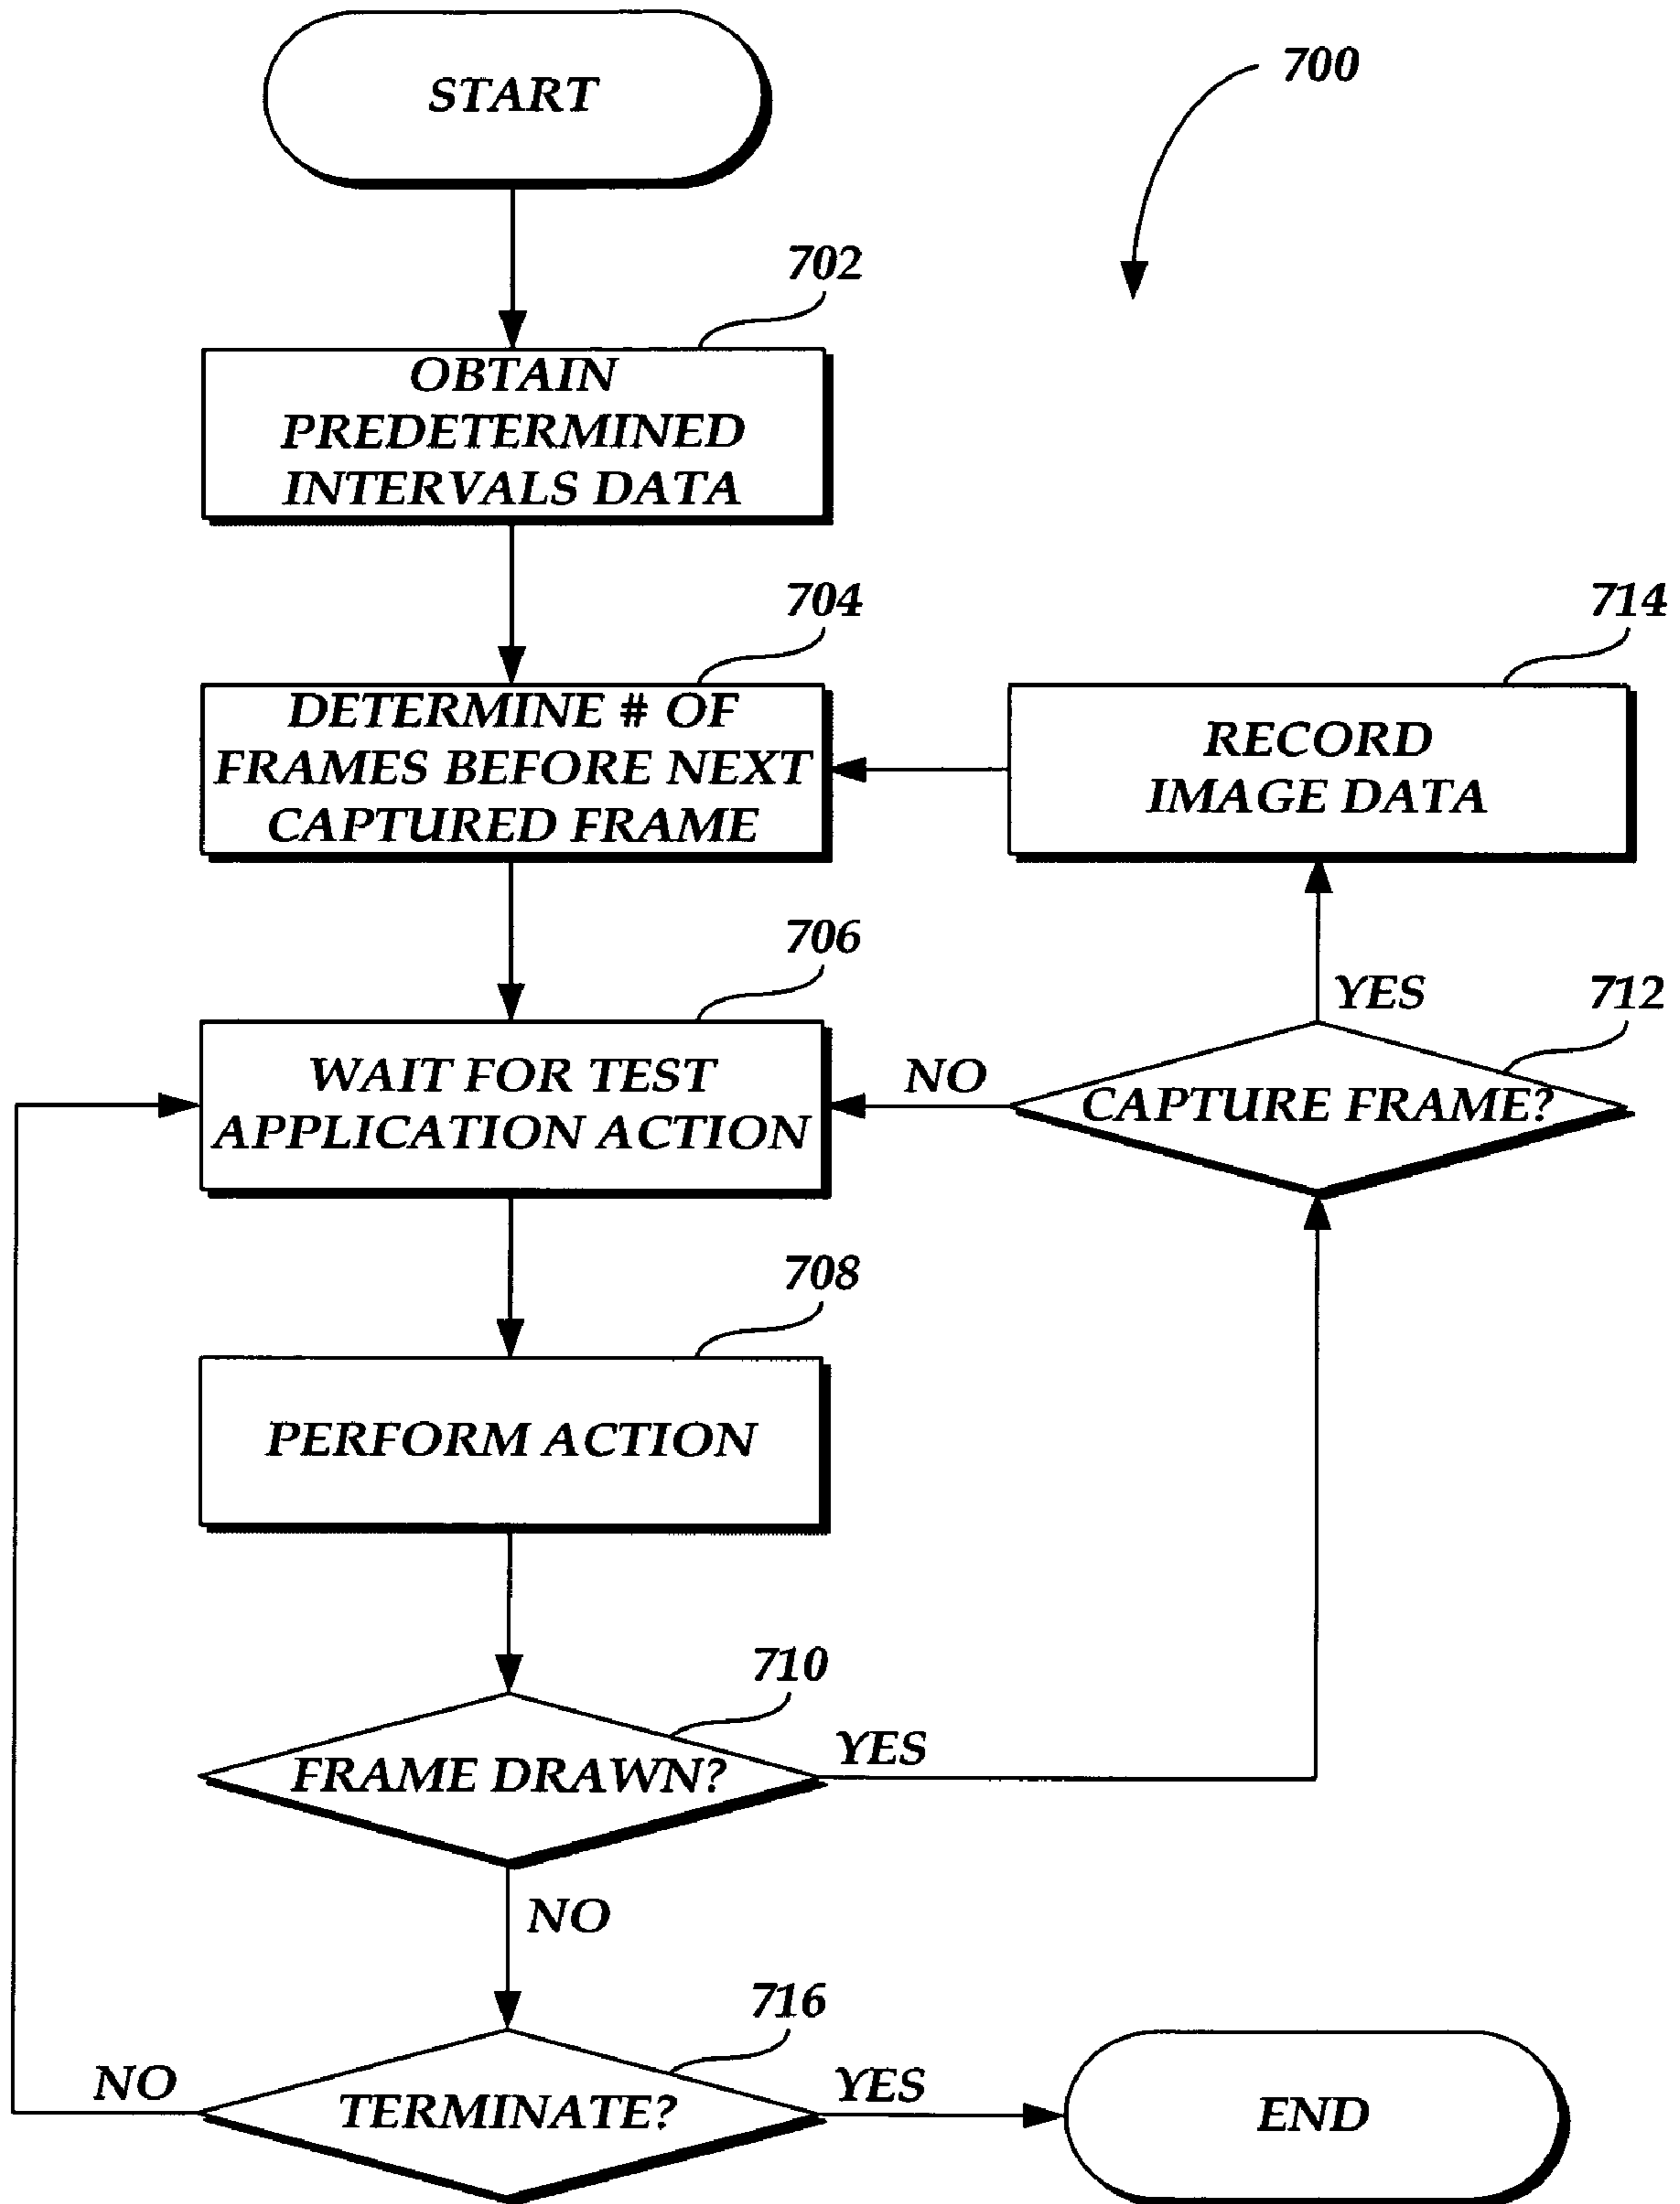 START
700
702
OBTAIN
PREDETERMINED
INTERVALS DATA
704
DETERMINE # OF
FRAMES BEFORE NEXT
CAPTURED FRAME
714
RECORD
IMAGE DATA
706
WAIT FOR TEST
APPLICATION ACTION
NO
YES
712
CAPTURE FRAME?
708
PERFORM ACTION
710
FRAME DRAWN?
YES
NO
716
TERMINATE?
NO
YES
END